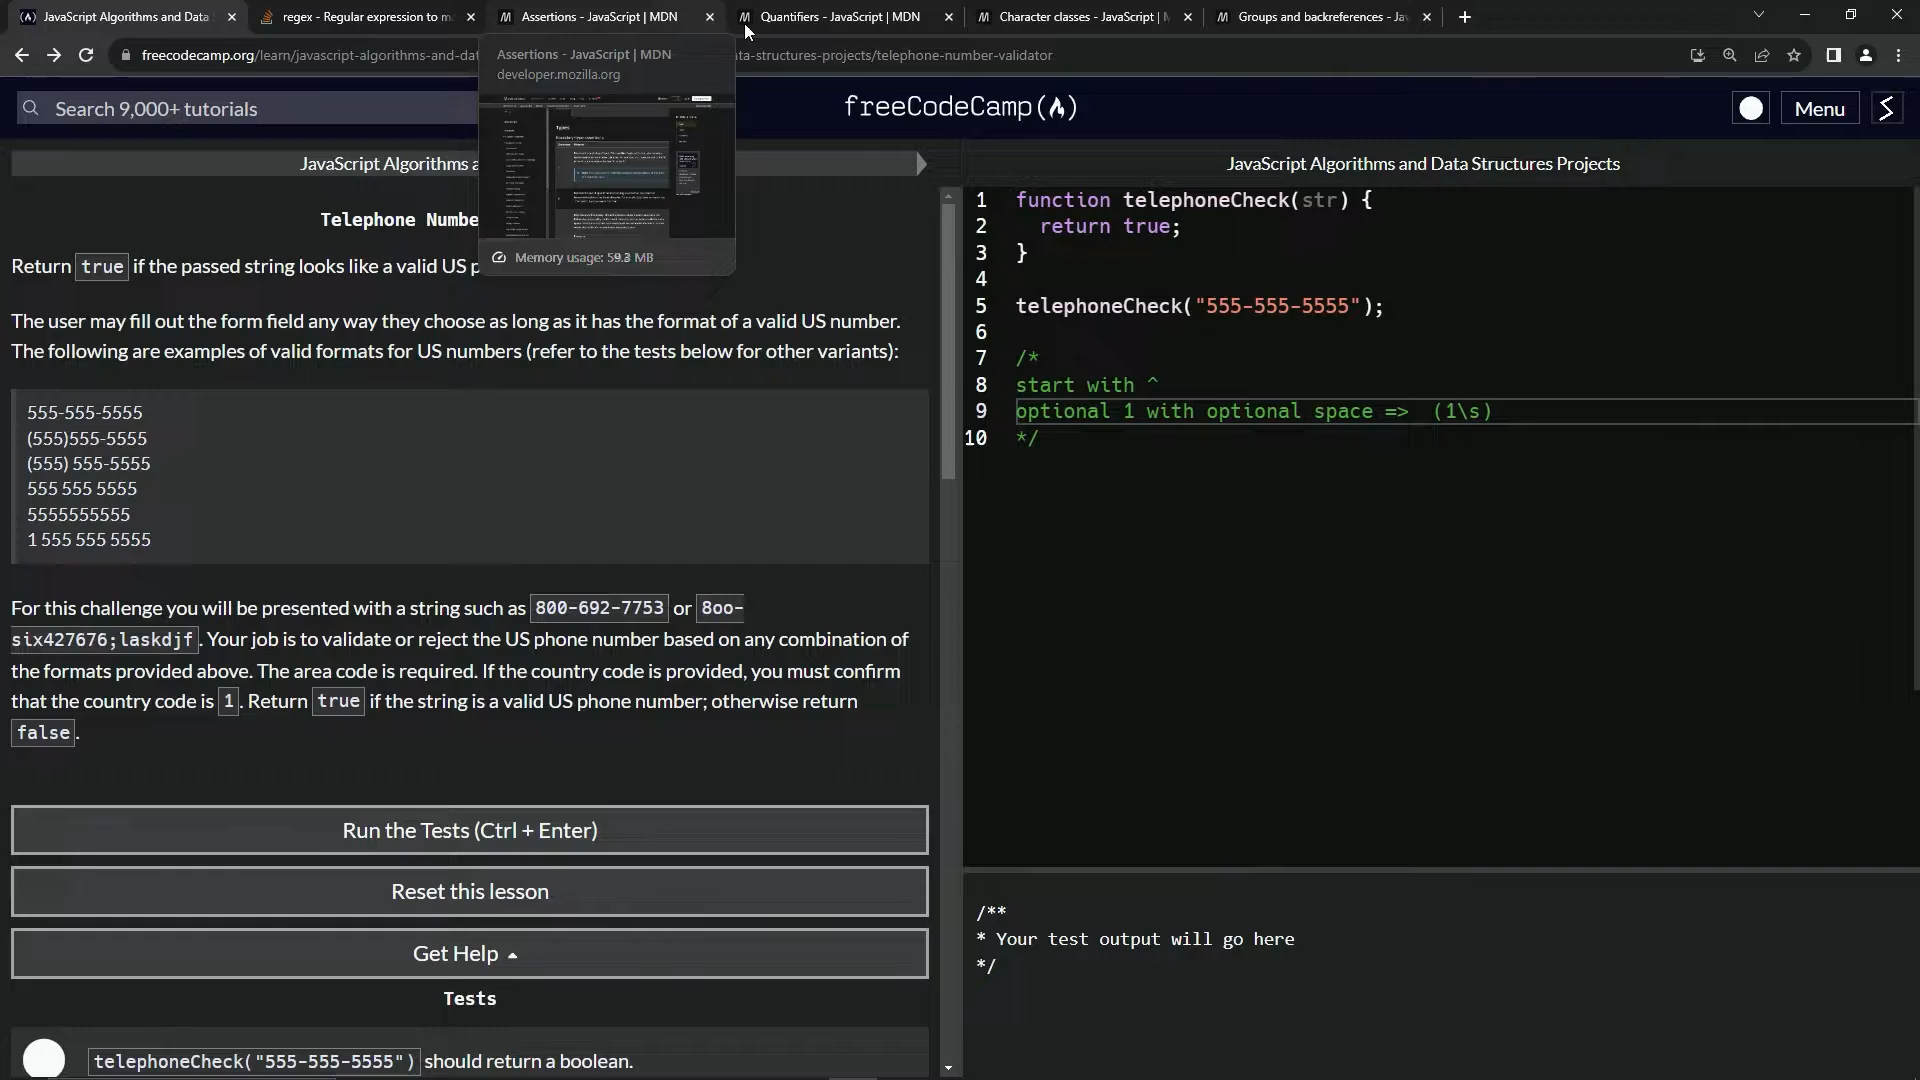 JavaScript Algorithms and Data
regex - Regular expression to m
Assertions - JavaScript | MDN
Quantifiers - JavaScript | MDN
Character classes - JavaScript |
Groups and backreferences - Ja
freecodecamp.org/learn/javascript-algorithms-and-da
ta-structures-projects/telephone-number-validator
Assertions - JavaScript | MDN
developer.mozilla.org
Memory usage: 59.3 MB
Search 9,000+ tutorials
freeCodeCamp
Menu
JavaScript Algorithms a
JavaScript Algorithms and Data Structures Projects
Telephone Numbe
Return true if the passed string looks like a valid US p
The user may fill out the form field any way they choose as long as it has the format of a valid US number.
The following are examples of valid formats for US numbers (refer to the tests below for other variants):
555-555-5555
(555)555-5555
(555) 555-5555
555 555 5555
5555555555
1 555 555 5555
For this challenge you will be presented with a string such as 800-692-7753 or 8oo-
six427676;laskdjf. Your job is to validate or reject the US phone number based on any combination of
the formats provided above. The area code is required. If the country code is provided, you must confirm
that the country code is 1. Return true if the string is a valid US phone number; otherwise return
false.
Run the Tests (Ctrl + Enter)
Reset this lesson
Get Help
Tests
telephoneCheck("555-555-5555") should return a boolean.
1 function telephoneCheck(str) {
2 return true;
3 }
4
5 telephoneCheck("555-555-5555");
6
7 /*
8 start with ^
9 optional 1 with optional space => (1\s)
10 */
/**
* Your test output will go here
*/